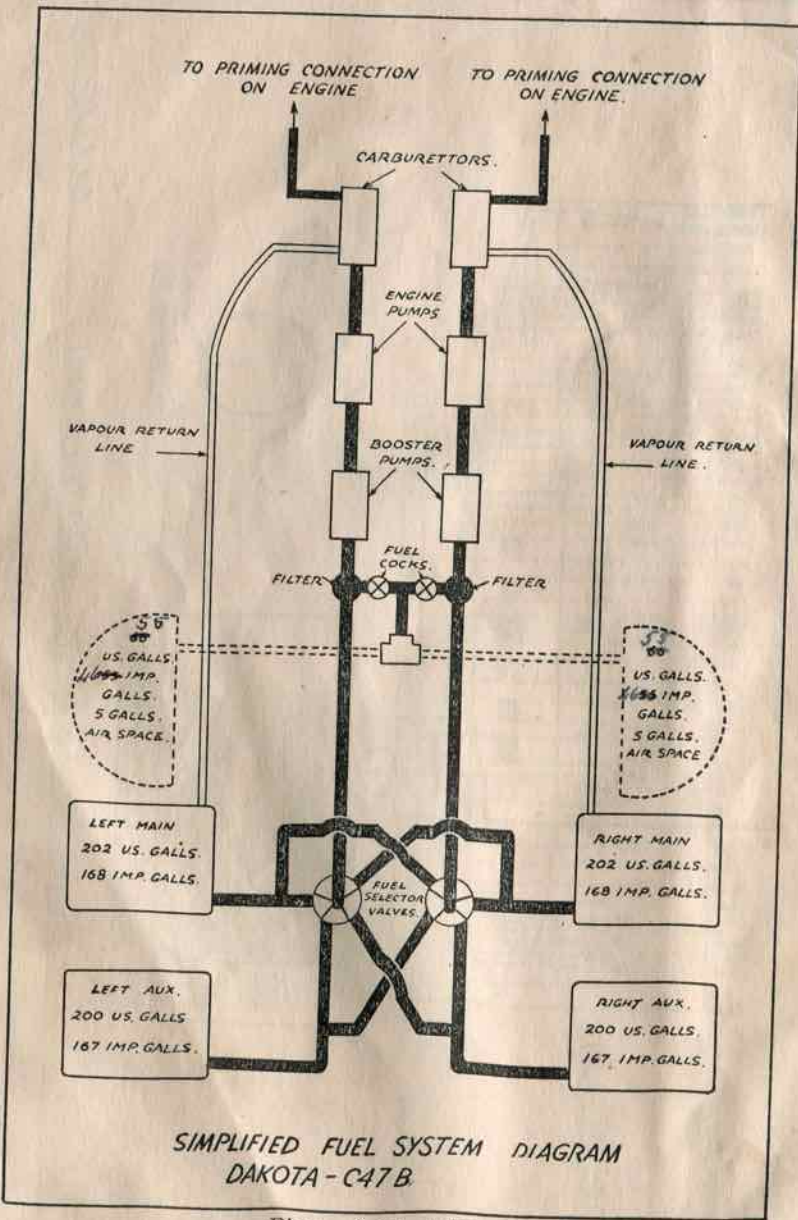 TO PRIMING CONNECTION
ON ENGINE
TO PRIMING CONNECTION
ON ENGINE.
CARBURETTORS.
ENGINE
PUMPS
VAPOUR RETURN
LINE
BOOSTER
PUMPS.
VAPOUR RETURN
LINE.
FUEL
COCKS.
FILTER
FILTER
US. GALLS
IMP.
GALLS.
5 GALLS.
AIR SPACE.
US. GALLS.
IMP.
GALLS.
5 GALLS.
AIR SPACE
LEFT MAIN
202 US. GALLS.
168 IMP. GALLS.
FUEL
SELECTOR
VALVES.
RIGHT MAIN
202 US. GALLS.
168 IMP. GALLS.
LEFT AUX.
200 US. GALLS
167 IMP. GALLS.
RIGHT AUX.
200 US. GALLS.
167 IMP. GALLS.
SIMPLIFIED FUEL SYSTEM DIAGRAM
DAKOTA - C47B